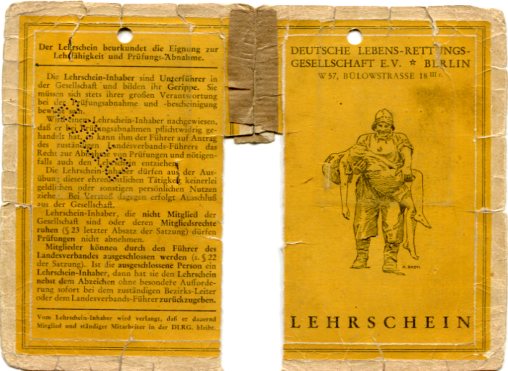 Der Lehrschein beurkundet die Eignung zur
Lehrfähigkeit und Prüfungs-Abnahme.
Die Lehrschein-Inhaber sind Unterführer in
der Gesellschaft und bilden ihr Gerippe. Sie
müssen sich stets ihrer großen Verantwortung
bei der Prüfungsabnahme und -bescheinigung
bewußt sein.
Wird einem Lehrschein-Inhaber nachgewiesen,
daß er bei Prüfungsabnahmen pflichtwidrig ge-
handelt hat, so kann ihm der Führer auf Antrag
des zuständigen Landesverbands-Führers das
Recht zur Abnahme von Prüfungen und nötigen-
falls auch den Lehrschein entziehen.
Die Lehrschein-Inhaber dürfen aus der Aus-
übung dieser ehrenamtlichen Tätigkeit keinerlei
geldlichen oder sonstigen persönlichen Nutzen
ziehen. Bei Verstoß dagegen erfolgt Ausschluß
aus der Gesellschaft.
Lehrschein-Inhaber, die nicht Mitglied der
Gesellschaft sind oder deren Mitgliedsrechte
ruhen (§ 23 letzter Absatz der Satzung) dürfen
Prüfungen nicht abnehmen.
Mitglieder können durch den Führer des
Landesverbandes ausgeschlossen werden (s. § 22
der Satzung). Ist die ausgeschlossene Person ein
Lehrschein-Inhaber, dann hat sie den Lehrschein
nebst dem Abzeichen ohne besondere Aufforde-
rung sofort bei dem zuständigen Bezirks-Leiter
oder dem Landesverbands-Führer zurückzugeben.
Vom Lehrschein-Inhaber wird verlangt, daß er dauernd
Mitglied und ständiger Mitarbeiter in der DLRG. bleibt.
DEUTSCHE LEBENS-RETTUNGS-
GESELLSCHAFT E.V. ☆ BERLIN
W 57, BÜLOWSTRASSE 18 III r.
LEHRSCHEIN